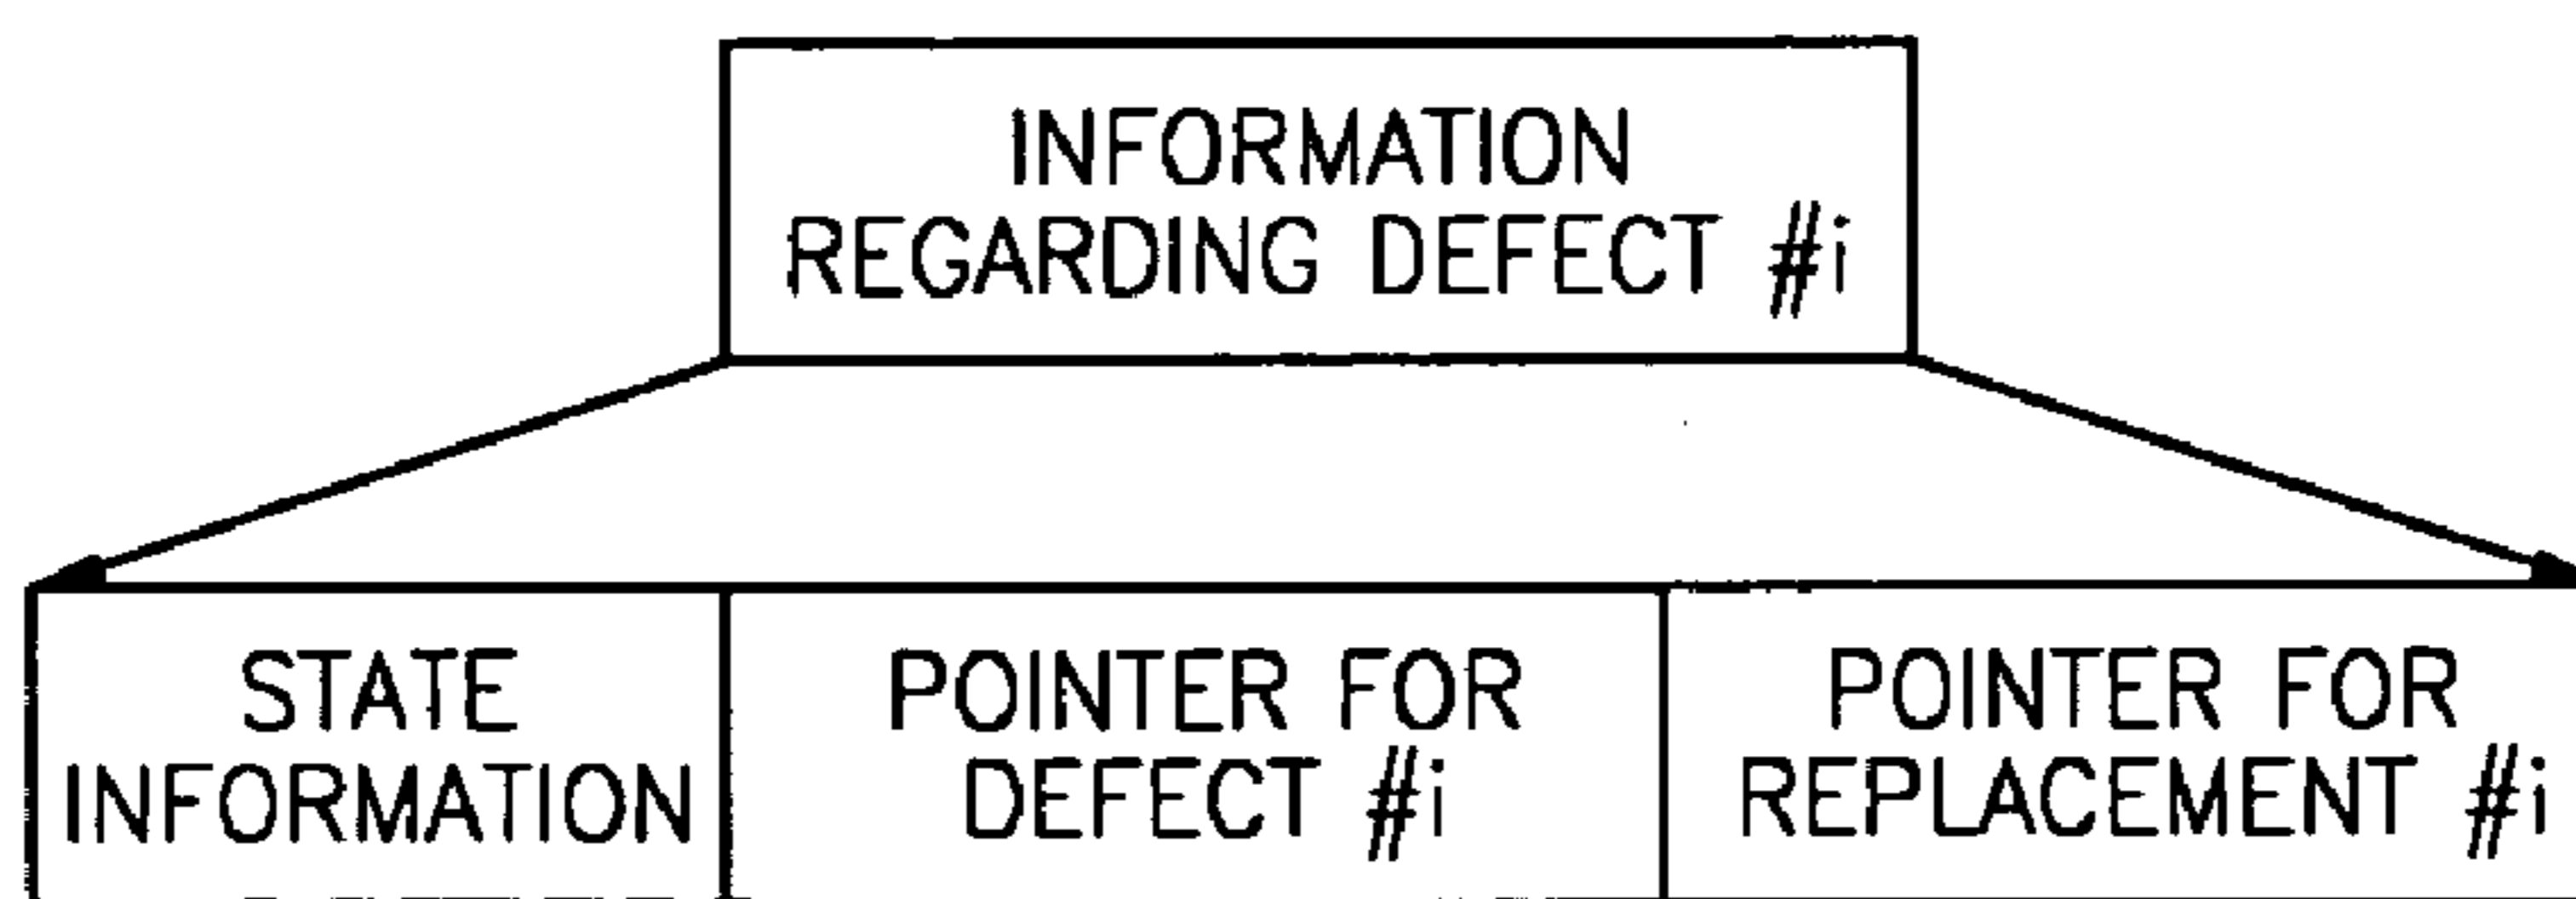 INFORMATION
REGARDING DEFECT #i
STATE
INFORMATION
POINTER FOR
DEFECT #i
POINTER FOR
REPLACEMENT #i